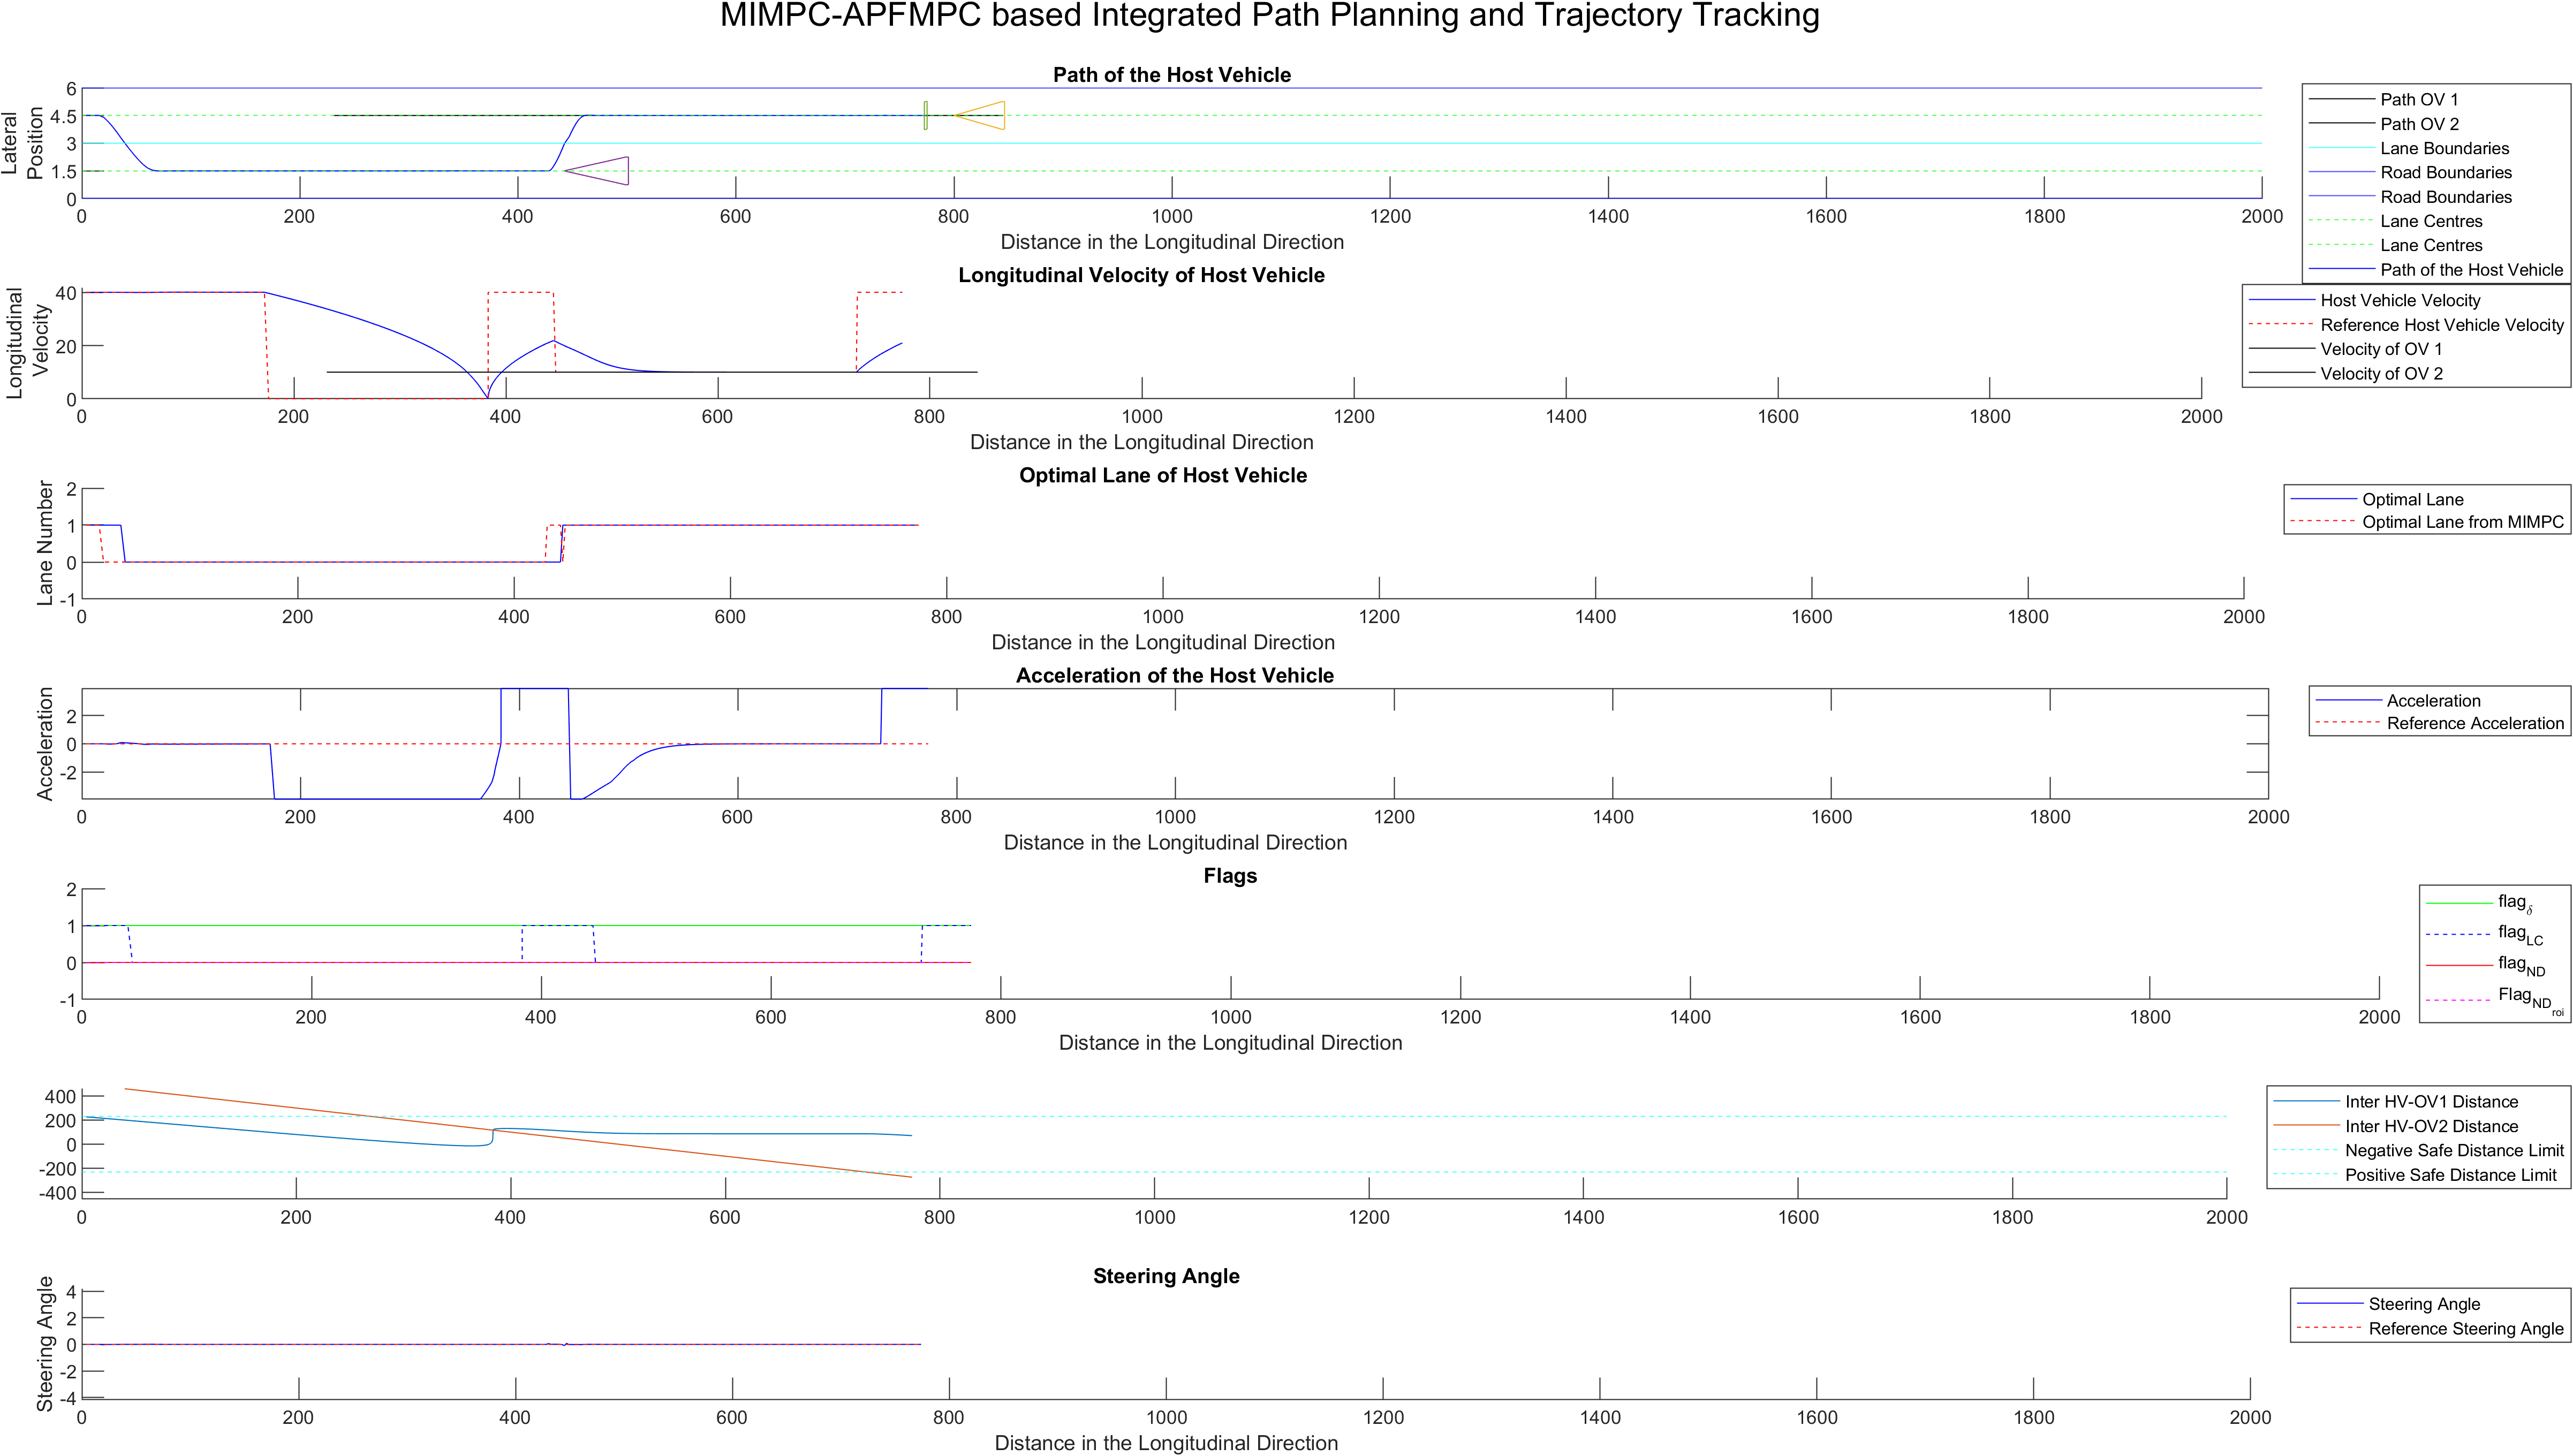 MIMPC-APFMPC based Integrated Path Planning and Trajectory Tracking
Path of the Host Vehicle
Lateral
Position
6
4.5
3
1.5
0
0 200 400 600 800 1000 1200 1400 1600 1800 2000
Distance in the Longitudinal Direction
Path OV 1
Path OV 2
Lane Boundaries
Road Boundaries
Road Boundaries
Lane Centres
Lane Centres
Path of the Host Vehicle
Longitudinal Velocity of Host Vehicle
Longitudinal
Velocity
40
20
0
0 200 400 600 800 1000 1200 1400 1600 1800 2000
Distance in the Longitudinal Direction
Host Vehicle Velocity
Reference Host Vehicle Velocity
Velocity of OV 1
Velocity of OV 2
Optimal Lane of Host Vehicle
Lane Number
2
1
0
-1
0 200 400 600 800 1000 1200 1400 1600 1800 2000
Distance in the Longitudinal Direction
Optimal Lane
Optimal Lane from MIMPC
Acceleration of the Host Vehicle
Acceleration
2
0
-2
0 200 400 600 800 1000 1200 1400 1600 1800 2000
Distance in the Longitudinal Direction
Acceleration
Reference Acceleration
Flags
2
1
0
-1
0 200 400 600 800 1000 1200 1400 1600 1800 2000
Distance in the Longitudinal Direction
flag δ
flag LC
flag ND
Flag ND roi
400
200
0
-200
-400
0 200 400 600 800 1000 1200 1400 1600 1800 2000
Inter HV-OV1 Distance
Inter HV-OV2 Distance
Negative Safe Distance Limit
Positive Safe Distance Limit
Steering Angle
Steering Angle
4
2
0
-2
-4
0 200 400 600 800 1000 1200 1400 1600 1800 2000
Distance in the Longitudinal Direction
Steering Angle
Reference Steering Angle